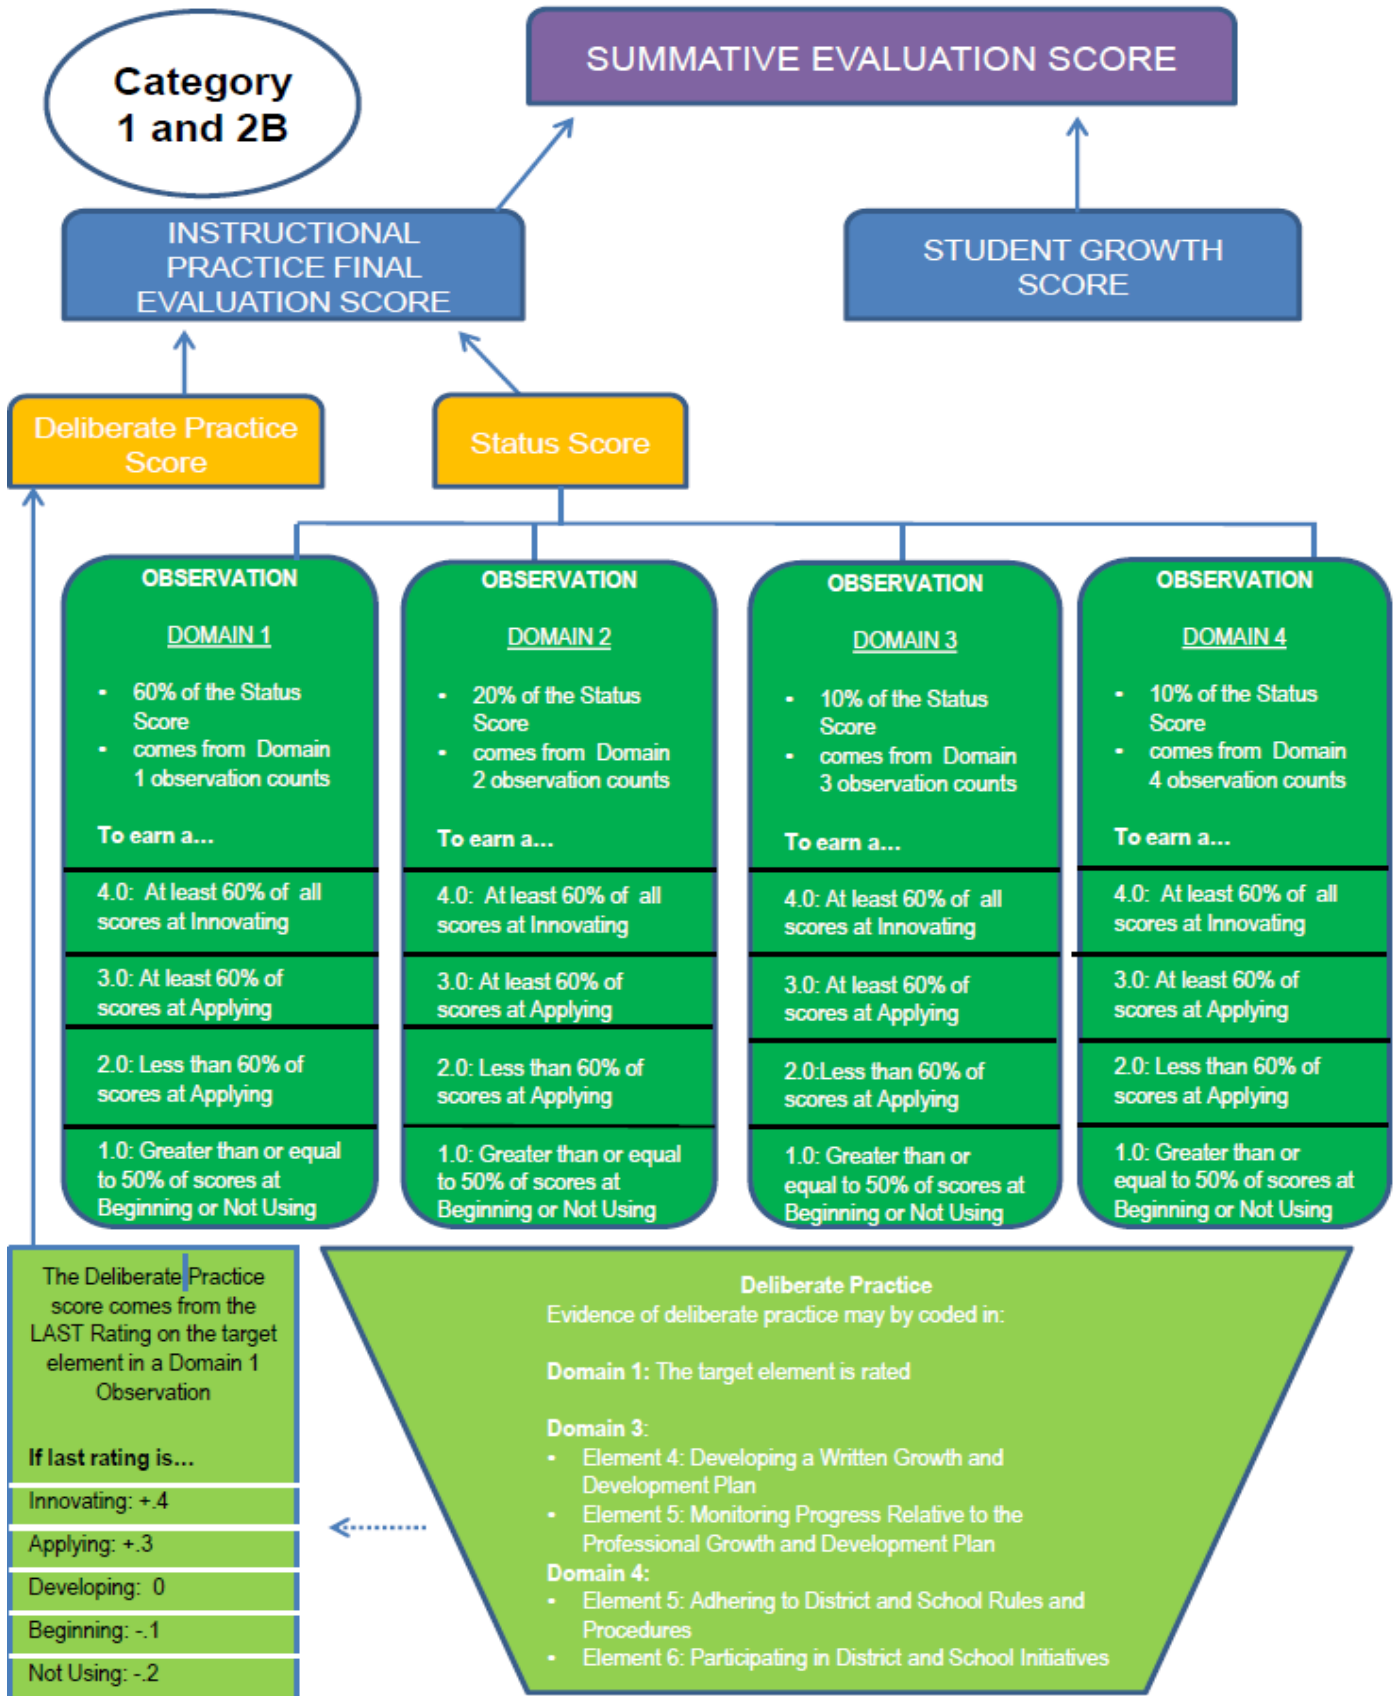 Category
1 and 2B
SUMMATIVE EVALUATION SCORE
INSTRUCTIONAL
PRACTICE FINAL
EVALUATION SCORE
STUDENT GROWTH
SCORE
Deliberate Practice
Score
Status Score
OBSERVATION
DOMAIN 1
• 60% of the Status
Score
• comes from Domain
1 observation counts
To earn a...
4.0: At least 60% of all
scores at Innovating
3.0: At least 60% of
scores at Applying
2.0: Less than 60% of
scores at Applying
1.0: Greater than or equal
to 50% of scores at
Beginning or Not Using
OBSERVATION
DOMAIN 2
• 20% of the Status
Score
• comes from Domain
2 observation counts
To earn a...
4.0: At least 60% of all
scores at Innovating
3.0: At least 60% of
scores at Applying
2.0: Less than 60% of
scores at Applying
1.0: Greater than or equal
to 50% of scores at
Beginning or Not Using
OBSERVATION
DOMAIN 3
• 10% of the Status
Score
• comes from Domain
3 observation counts
To earn a...
4.0: At least 60% of all
scores at Innovating
3.0: At least 60% of
scores at Applying
2.0:Less than 60% of
scores at Applying
1.0: Greater than or
equal to 50% of scores at
Beginning or Not Using
OBSERVATION
DOMAIN 4
• 10% of the Status
Score
• comes from Domain
4 observation counts
To earn a...
4.0: At least 60% of all
scores at Innovating
3.0: At least 60% of
scores at Applying
2.0: Less than 60% of
scores at Applying
1.0: Greater than or
equal to 50% of scores at
Beginning or Not Using
The Deliberate Practice
score comes from the
LAST Rating on the target
element in a Domain 1
Observation
If last rating is...
Innovating: +.4
Applying: +.3
Developing: 0
Beginning: -.1
Not Using: -.2
Deliberate Practice
Evidence of deliberate practice may by coded in:
Domain 1: The target element is rated
Domain 3:
• Element 4: Developing a Written Growth and
Development Plan
• Element 5: Monitoring Progress Relative to the
Professional Growth and Development Plan
Domain 4:
• Element 5: Adhering to District and School Rules and
Procedures
• Element 6: Participating in District and School Initiatives